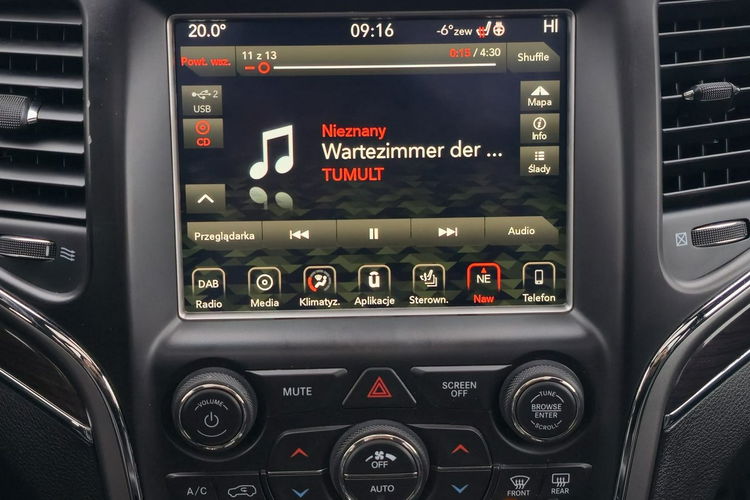 20.0° 09:16 -6°zew HI
Powt. wsz. 11 z 13 0:15 / 4:30 Shuffle
2
USB
CD
Mapa
Info
Ślady
Nieznany
Wartezimmer der ...
TUMULT
Przeglądarka Audio
DAB NE
Radio Media Klimatyz. Aplikacje Sterown. Naw Telefon
MUTE SCREEN
OFF
VOLUME
TUNE
BROWSE
ENTER
SCROLL
OFF
AUTO
A/C FRONT REAR